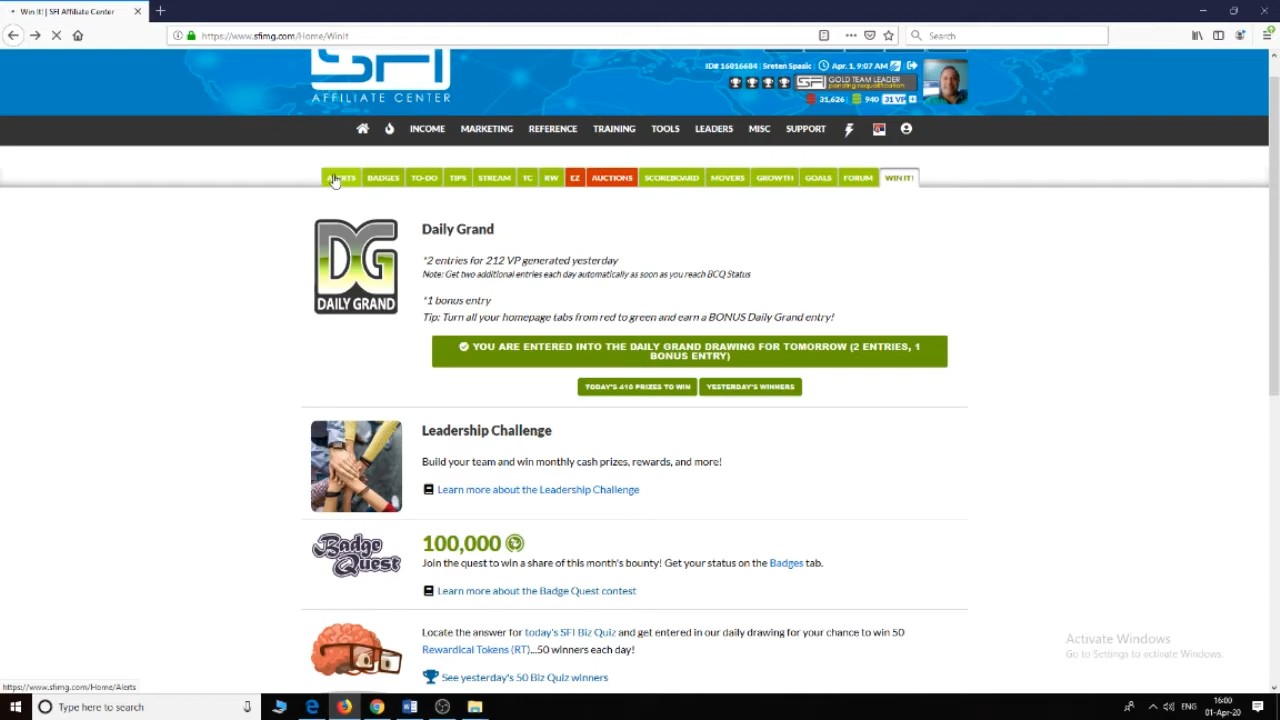 Win It! | SFI Affiliate Center
https://www.sfimg.com/Home/WinIt
Search
SFI
AFFILIATE CENTER
ID# 16016684 : Sreten Spasic
Apr. 1, 9:07 AM
SFI GOLD TEAM LEADER
pending requalification
31,626 940 31 VP
INCOME MARKETING REFERENCE TRAINING TOOLS LEADERS MISC SUPPORT
ALERTS BADGES TO-DO TIPS STREAM TC RW EZ AUCTIONS SCOREBOARD MOVERS GROWTH GOALS FORUM WIN IT!
DG
DAILY GRAND
Daily Grand
*2 entries for 212 VP generated yesterday
Note: Get two additional entries each day automatically as soon as you reach BCQ Status
*1 bonus entry
Tip: Turn all your homepage tabs from red to green and earn a BONUS Daily Grand entry!
YOU ARE ENTERED INTO THE DAILY GRAND DRAWING FOR TOMORROW (2 ENTRIES, 1
BONUS ENTRY)
TODAY'S 410 PRIZES TO WIN YESTERDAY'S WINNERS
Leadership Challenge
Build your team and win monthly cash prizes, rewards, and more!
Learn more about the Leadership Challenge
Badge
Quest
100,000
Join the quest to win a share of this month's bounty! Get your status on the Badges tab.
Learn more about the Badge Quest contest
Locate the answer for today's SFI Biz Quiz and get entered in our daily drawing for your chance to win 50
Rewardical Tokens (RT)...50 winners each day!
See yesterday's 50 Biz Quiz winners
Activate Windows
Go to Settings to activate Windows.
https://www.sfimg.com/Home/Alerts
Type here to search
ENG
16:00
01-Apr-20